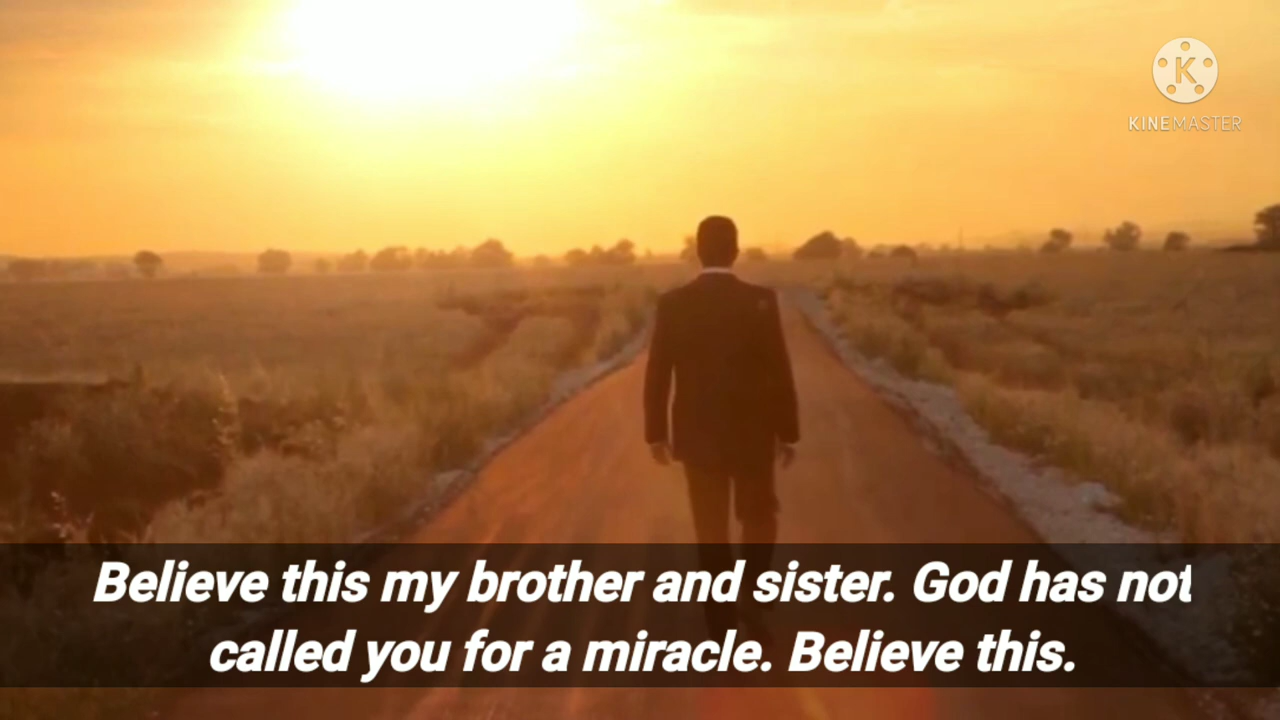 K
KINEMASTER
Believe this my brother and sister. God has not
called you for a miracle. Believe this.